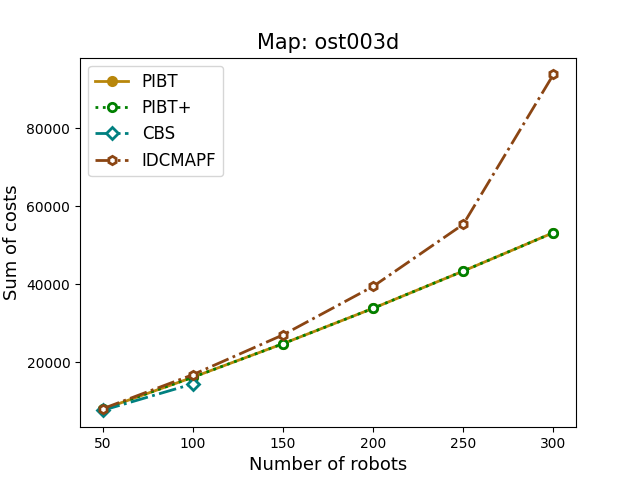 Map: ost003d
PIBT
PIBT+
CBS
IDCMAPF
Sum of costs
80000
60000
40000
20000
50 100 150 200 250 300
Number of robots